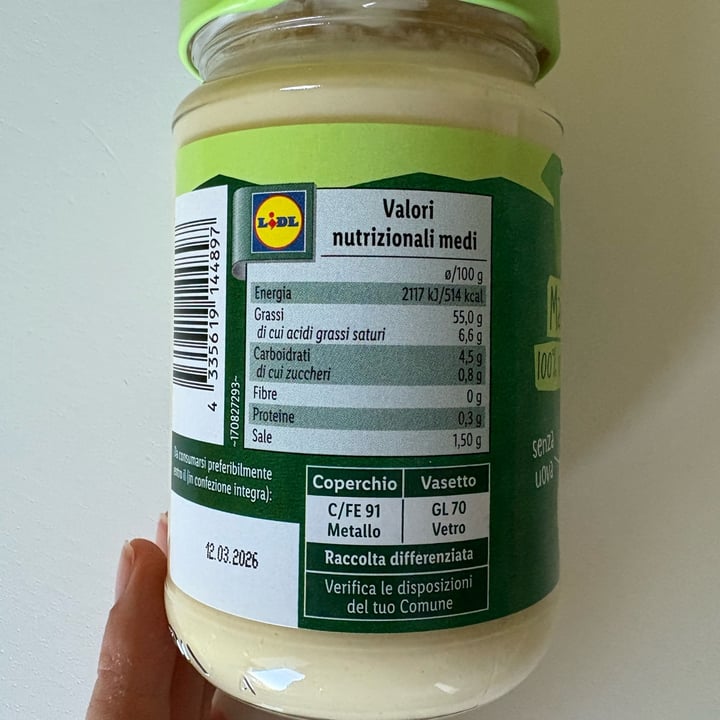 LIDL
Valori
nutrizionali medi
ø/100 g
Energia 2117 kJ/514 kcal
Grassi 55,0 g
di cui acidi grassi saturi 6,6 g
Carboidrati 4,5 g
di cui zuccheri 0,8 g
Fibre 0 g
Proteine 0,3 g
Sale 1,50 g
4 335619 144897
~170827293~
Da consumarsi preferibilmente
entro il (in confezione integra):
12.03.2026
Coperchio Vasetto
C/FE 91 GL 70
Metallo Vetro
Raccolta differenziata
Verifica le disposizioni
del tuo Comune
100%
senza
uova